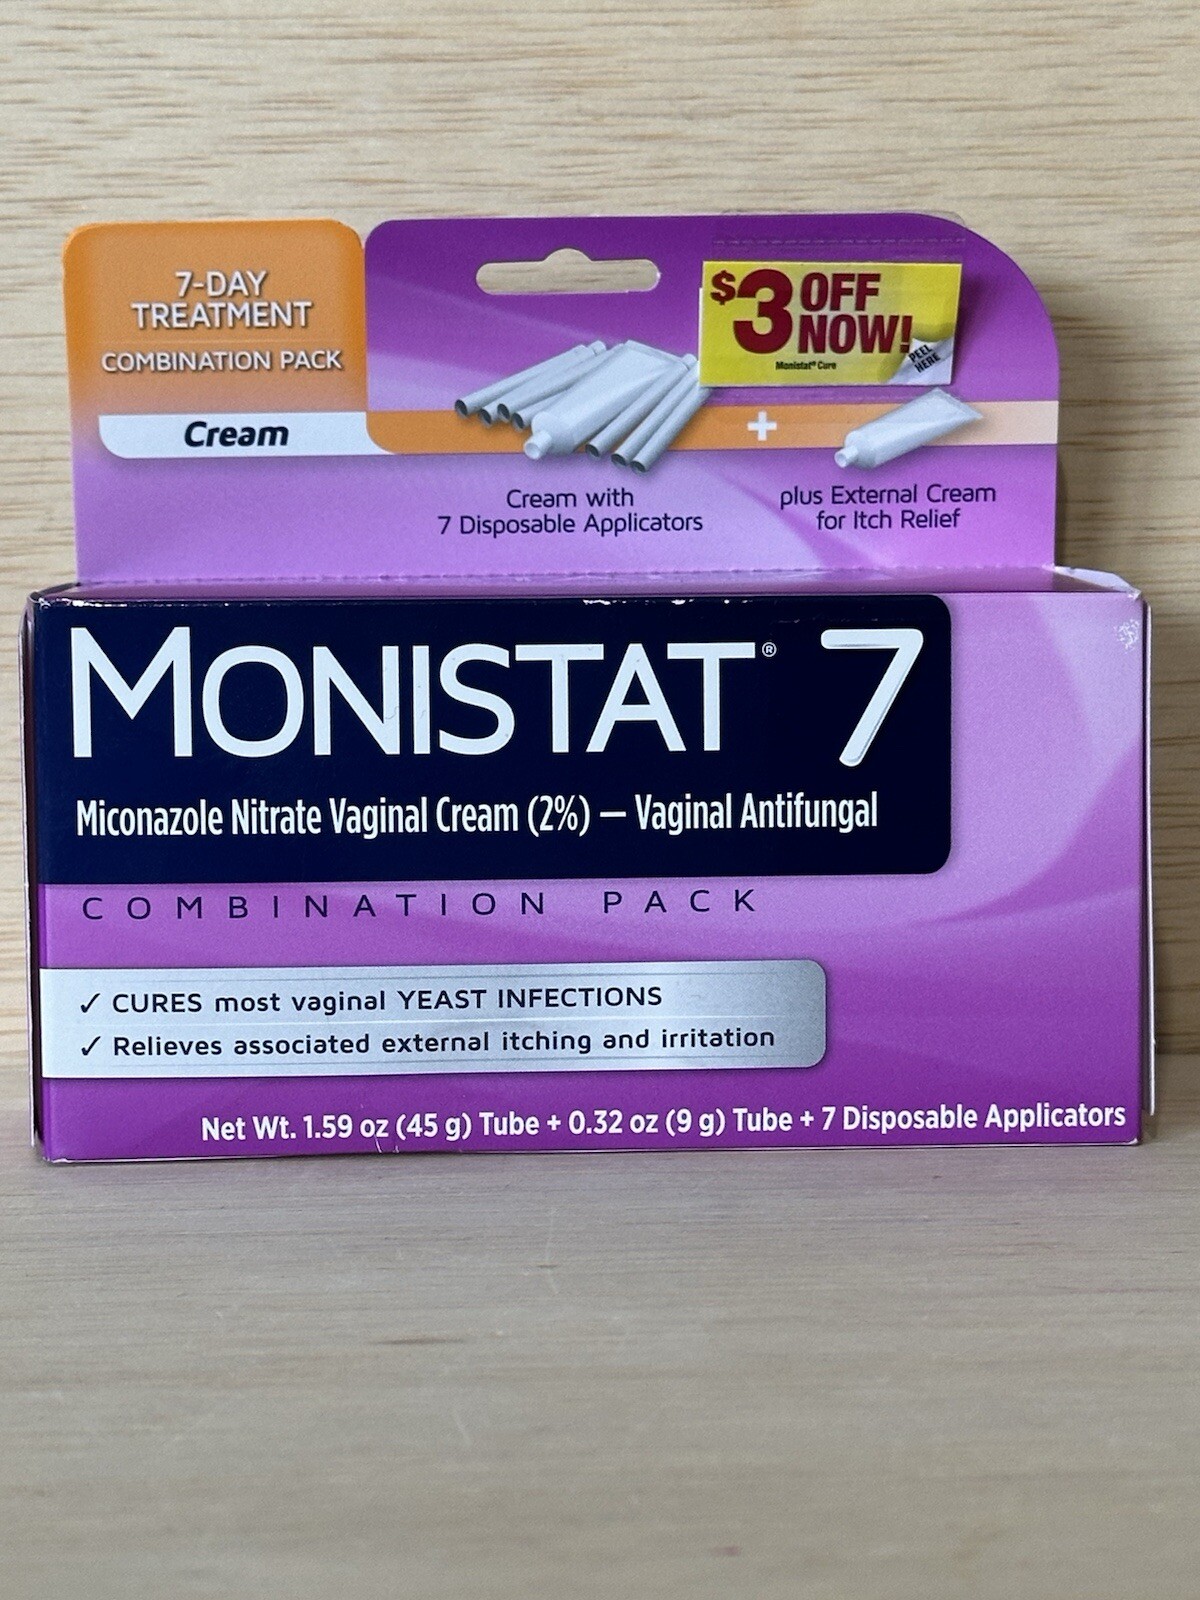 7-DAY
TREATMENT
COMBINATION PACK
Cream
$3 OFF
NOW!
Monistat® Cure
PEEL
HERE
+
Cream with
7 Disposable Applicators
plus External Cream
for Itch Relief
MONISTAT® 7
Miconazole Nitrate Vaginal Cream (2%) — Vaginal Antifungal
COMBINATION PACK
✓ CURES most vaginal YEAST INFECTIONS
✓ Relieves associated external itching and irritation
Net Wt. 1.59 oz (45 g) Tube + 0.32 oz (9 g) Tube + 7 Disposable Applicators